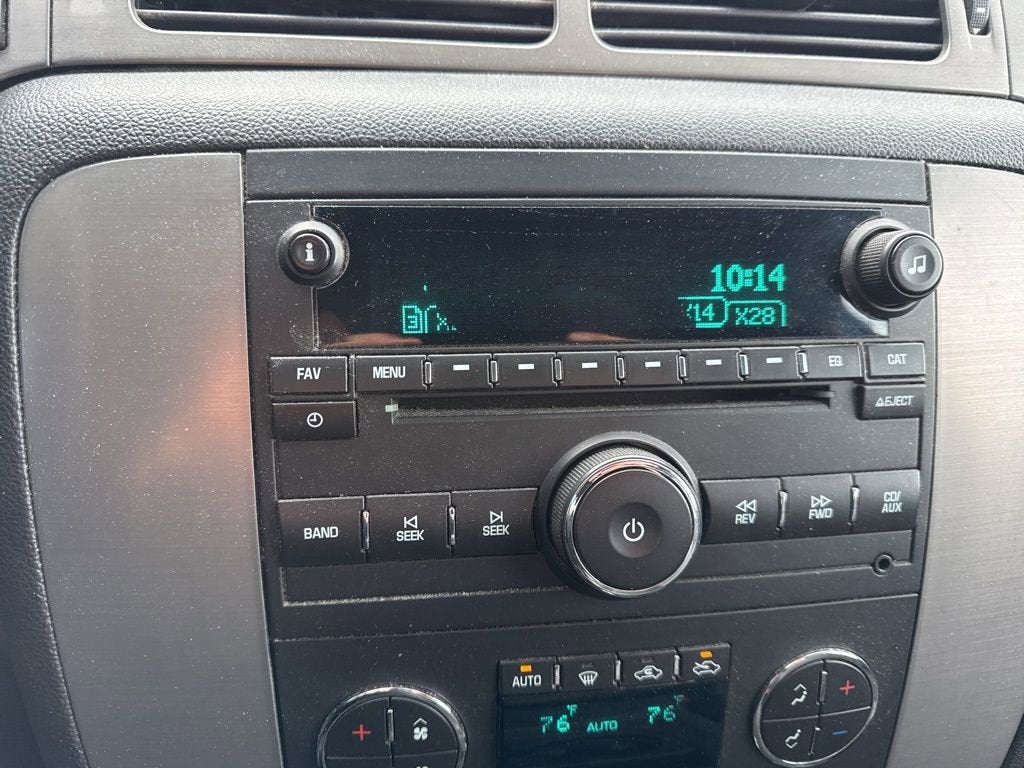 i
10:14
3 X
14 X28
FAV MENU EQ CAT
EJECT
BAND SEEK SEEK REV FWD CD/
AUX
AUTO
76°F AUTO 76°F